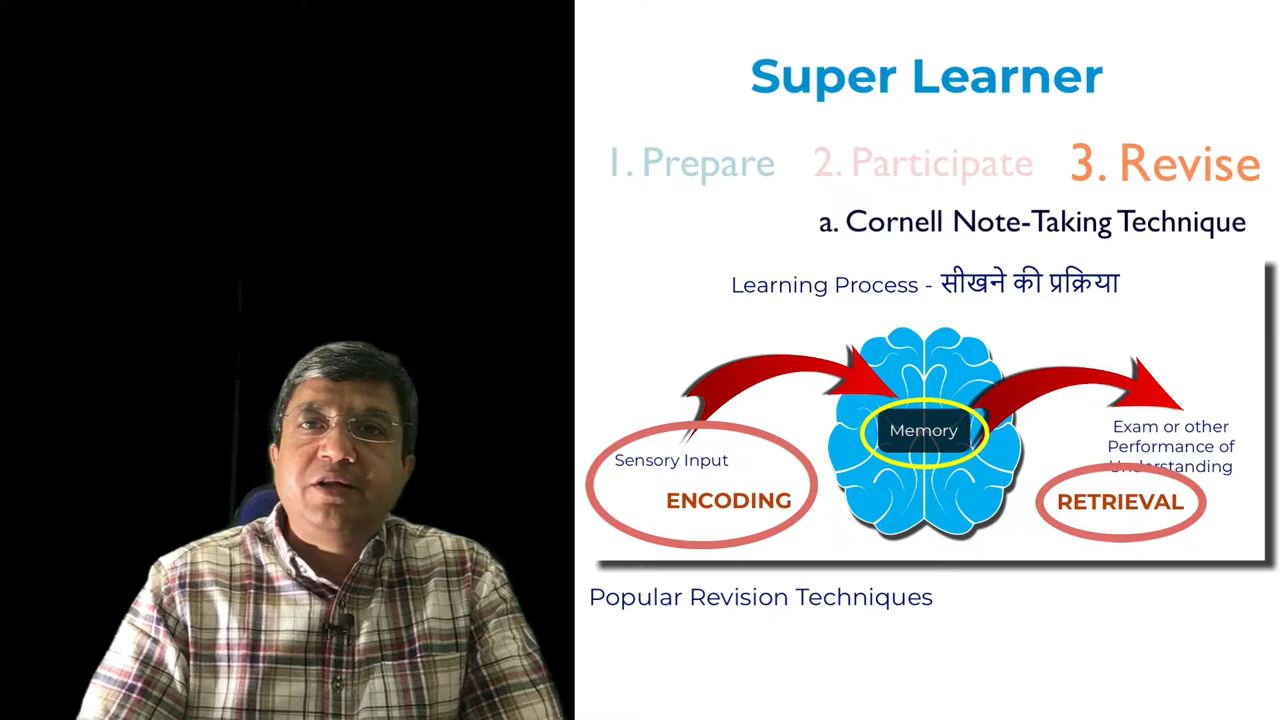 Super Learner
1. Prepare 2. Participate 3. Revise
a. Cornell Note-Taking Technique
Learning Process - सीखने की प्रक्रिया
Memory
Sensory Input
ENCODING
Exam or other
Performance of
Understanding
RETRIEVAL
Popular Revision Techniques